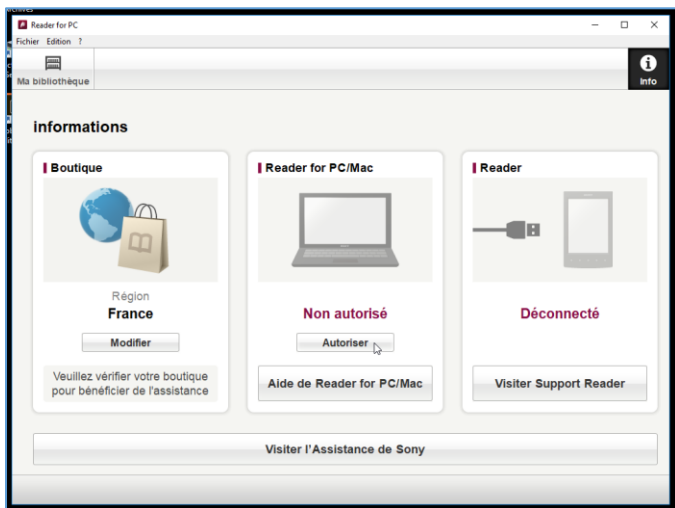 Reader for PC
Fichier Edition ?
Ma bibliothèque
Info
informations
Boutique
Région
France
Modifier
Veuillez vérifier votre boutique
pour bénéficier de l'assistance
Reader for PC/Mac
Non autorisé
Autoriser
Aide de Reader for PC/Mac
Reader
Déconnecté
Visiter Support Reader
Visiter l'Assistance de Sony